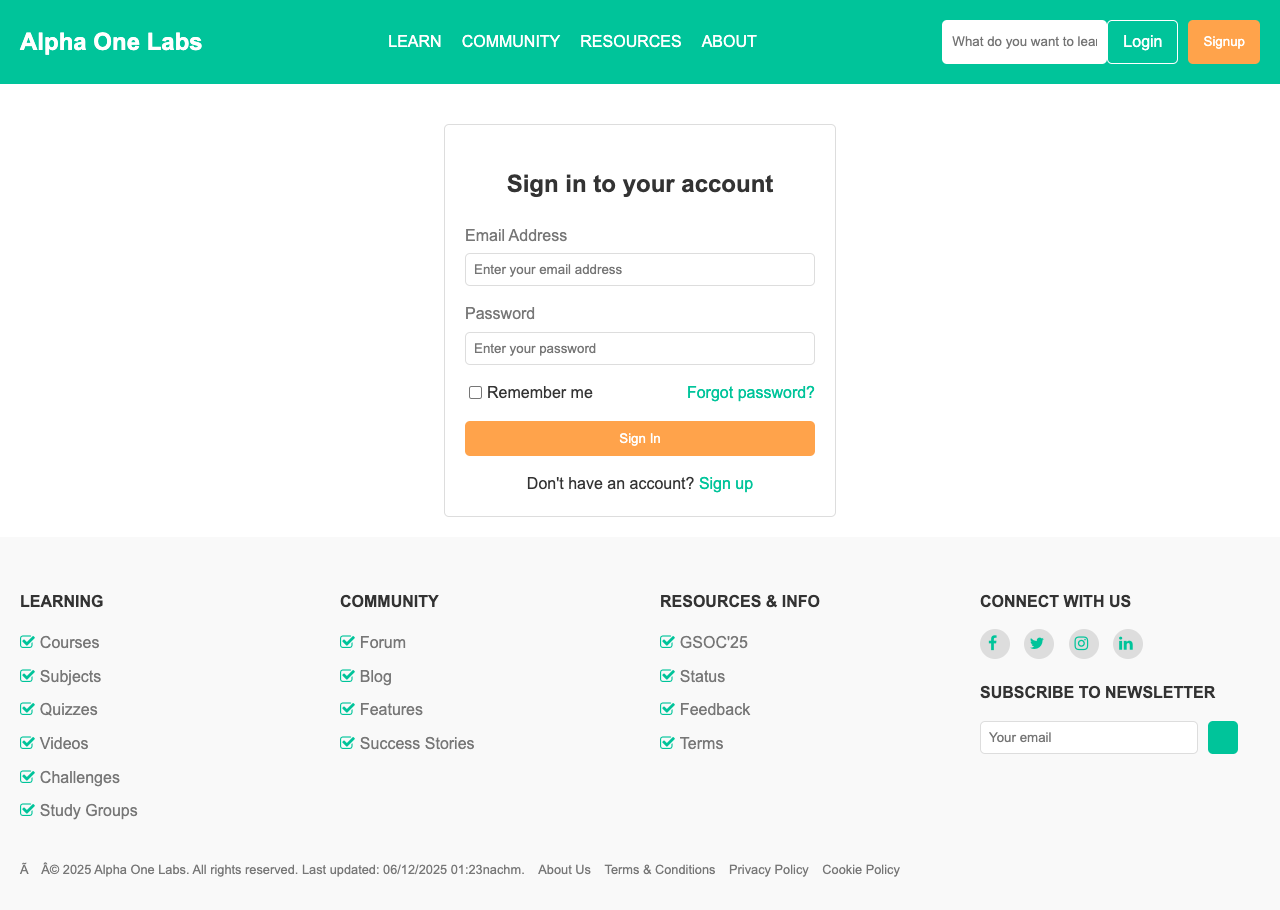 Alpha One Labs
LEARN COMMUNITY RESOURCES ABOUT
What do you want to lear
Login
Signup
Sign in to your account
Email Address
Enter your email address
Password
Enter your password
Remember me
Forgot password?
Sign In
Don't have an account? Sign up
LEARNING
Courses
Subjects
Quizzes
Videos
Challenges
Study Groups
COMMUNITY
Forum
Blog
Features
Success Stories
RESOURCES & INFO
GSOC'25
Status
Feedback
Terms
CONNECT WITH US
SUBSCRIBE TO NEWSLETTER
Your email
Ã Â© 2025 Alpha One Labs. All rights reserved. Last updated: 06/12/2025 01:23nachm. About Us Terms & Conditions Privacy Policy Cookie Policy